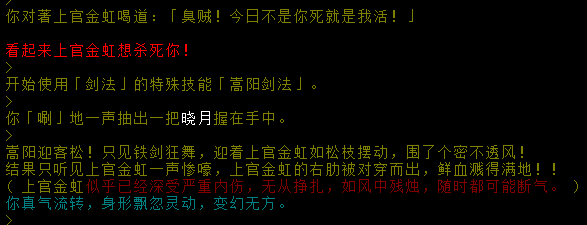 >
你对著上官金虹喝道：「臭贼！今日不是你死就是我活！」
看起来上官金虹想杀死你！
>
开始使用「剑法」的特殊技能「嵩阳剑法」。
>
你「唰」地一声抽出一把晓月握在手中。
>
嵩阳迎客松！只见铁剑狂舞，迎着上官金虹如松枝摆动，围了个密不透风！
结果只听见上官金虹一声惨嚎，上官金虹的右肋被对穿而出，鲜血溅得满地！！
( 上官金虹似乎已经深受严重内伤，无从挣扎，如风中残烛，随时都可能断气。 )
你真气流转，身形飘忽灵动，变幻无方。
>